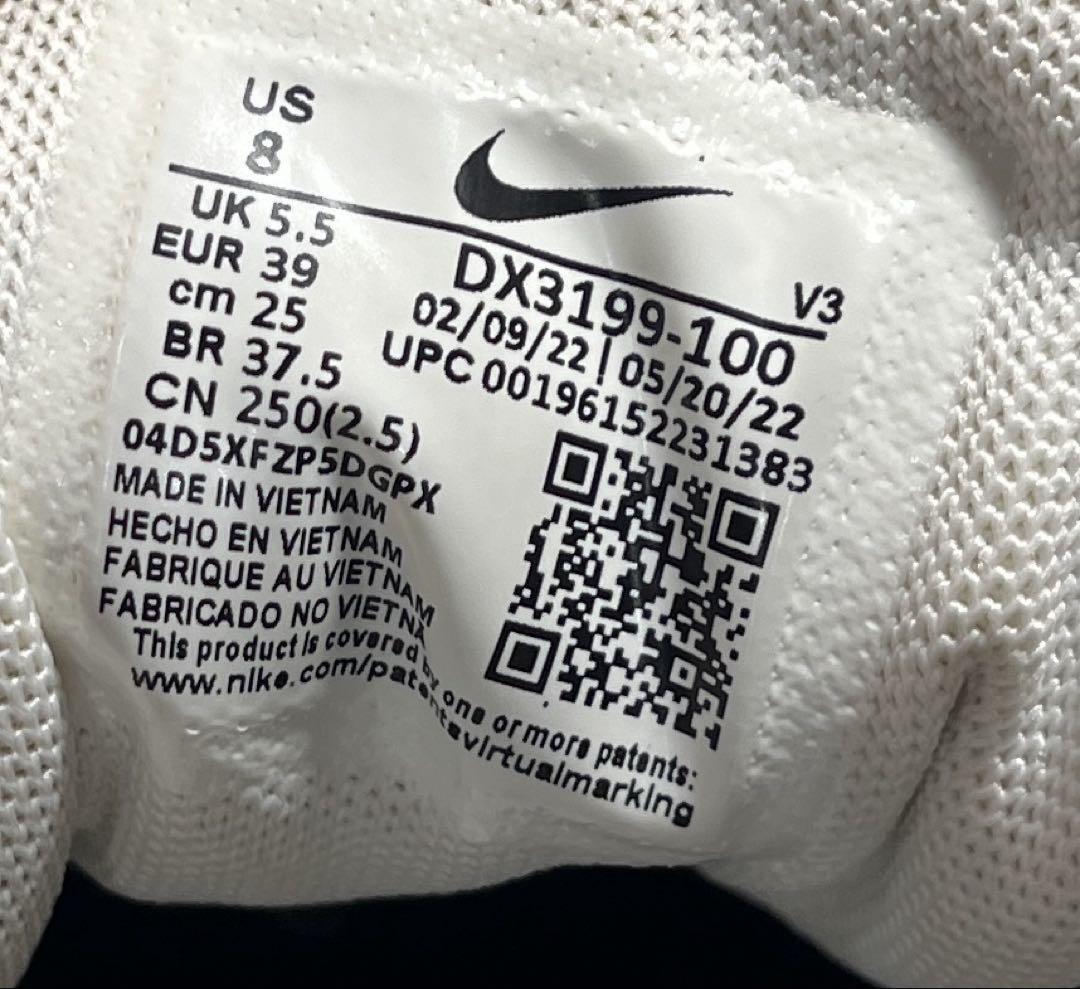 US
8
UK 5.5
EUR 39
cm 25
BR 37.5
CN 250(2.5)
04D5XFZP5DGPX
MADE IN VIETNAM
HECHO EN VIETNAM
FABRIQUE AU VIETNAM
FABRICADO NO VIETNA
This product is covered by one or more patents:
www.nike.com/patentsvirtualmarking
V3
DX3199-100
02/09/22 | 05/20/22
UPC 00196152231383